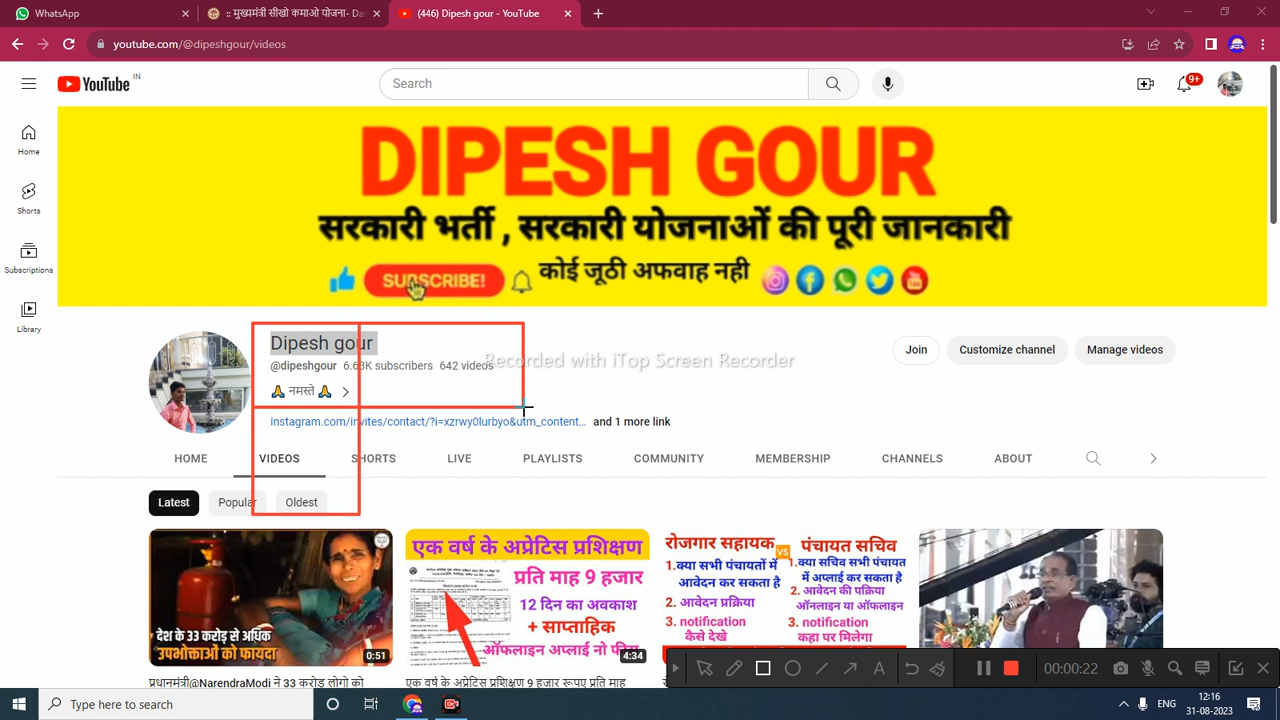 WhatsApp
:: मुख्यमंत्री सीखो कमाओ योजना- Da
(446) Dipesh gour - YouTube
youtube.com/@dipeshgour/videos
YouTube IN
Search
9+
Home
Shorts
Subscriptions
Library
DIPESH GOUR
सरकारी भर्ती , सरकारी योजनाओं की पूरी जानकारी
SUBSCRIBE!
कोई जूठी अफवाह नही
Dipesh gour
@dipeshgour 6.63K subscribers 642 videos
Recorded with iTop Screen Recorder
🙏 नमस्ते 🙏
instagram.com/invites/contact/?i=xzrwy0lurbyo&utm_content... and 1 more link
Join
Customize channel
Manage videos
HOME VIDEOS SHORTS LIVE PLAYLISTS COMMUNITY MEMBERSHIP CHANNELS ABOUT
Latest Popular Oldest
देश के 33 करोड़ से अधिक
उपभोक्ताओं को फायदा
0:51
एक वर्ष के अप्रेटिस प्रशिक्षण
प्रति माह 9 हजार
12 दिन का अवकाश
+ साप्ताहिक
ऑफलाइन अप्लाई नो
4:34
रोजगार सहायक
1.क्या सभी पंचायतों में
आवेदन कर सकता है
2. आवेदन प्रक्रिया
3. notification
कैसे देखे
VS
पंचायत सचिव
1.क्या सचिव सभी पंचायत
में अप्लाई कर सकता है
2. आवेदन की पक्रिया
ऑनलाइन या ऑफलाइन
3. notification
कहा पर मिलेगा
प्रधानमंत्री@NarendraModi ने 33 करोड़ लोगो को
एक वर्ष के अप्रेटिस प्रशिक्षण 9 हजार रूपए प्रति माह
00:00:22
Type here to search
ENG
12:16
31-08-2023